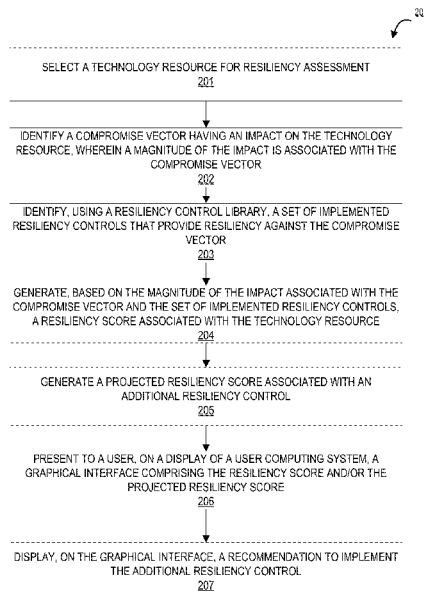 20
SELECT A TECHNOLOGY RESOURCE FOR RESILIENCY ASSESSMENT
201
IDENTIFY A COMPROMISE VECTOR HAVING AN IMPACT ON THE TECHNOLOGY
RESOURCE, WHEREIN A MAGNITUDE OF THE IMPACT IS ASSOCIATED WITH THE
COMPROMISE VECTOR
202
IDENTIFY, USING A RESILIENCY CONTROL LIBRARY, A SET OF IMPLEMENTED
RESILIENCY CONTROLS THAT PROVIDE RESILIENCY AGAINST THE COMPROMISE
VECTOR
203
GENERATE, BASED ON THE MAGNITUDE OF THE IMPACT ASSOCIATED WITH THE
COMPROMISE VECTOR AND THE SET OF IMPLEMENTED RESILIENCY CONTROLS,
A RESILIENCY SCORE ASSOCIATED WITH THE TECHNOLOGY RESOURCE
204
GENERATE A PROJECTED RESILIENCY SCORE ASSOCIATED WITH AN
ADDITIONAL RESILIENCY CONTROL
205
PRESENT TO A USER, ON A DISPLAY OF A USER COMPUTING SYSTEM, A
GRAPHICAL INTERFACE COMPRISING THE RESILIENCY SCORE AND/OR THE
PROJECTED RESILIENCY SCORE
206
DISPLAY, ON THE GRAPHICAL INTERFACE, A RECOMMENDATION TO IMPLEMENT
THE ADDITIONAL RESILIENCY CONTROL
207